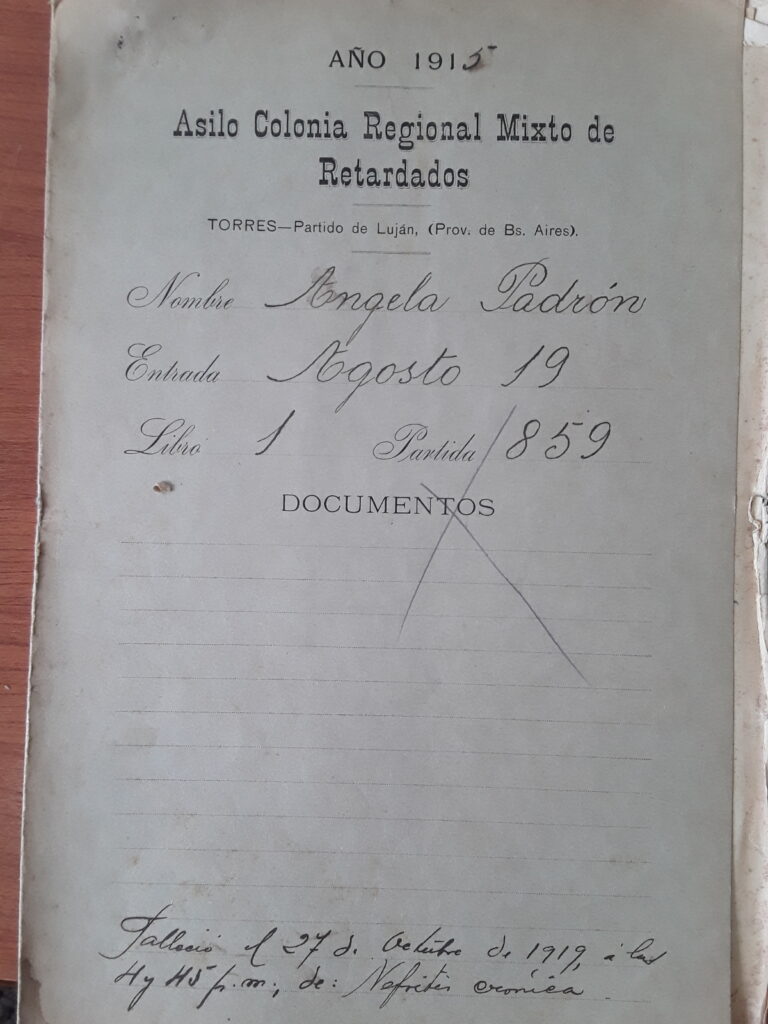 AÑO 1915
Asilo Colonia Regional Mixto de
Retardados
TORRES—Partido de Luján, (Prov. de Bs. Aires).
Nombre Angela Padrón
Entrada Agosto 19
Libro 1 Partida 859
DOCUMENTOS
Falleció el 27 de Octubre de 1919, á las
4 y 45 p.m., de: Nefritis cronica